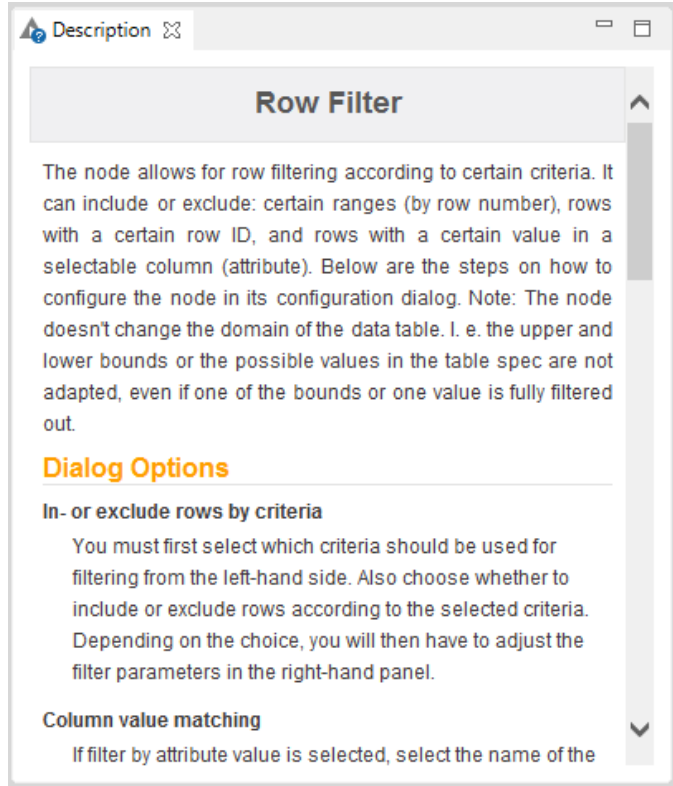 Description
Row Filter
The node allows for row filtering according to certain criteria. It
can include or exclude: certain ranges (by row number), rows
with a certain row ID, and rows with a certain value in a
selectable column (attribute). Below are the steps on how to
configure the node in its configuration dialog. Note: The node
doesn't change the domain of the data table. I. e. the upper and
lower bounds or the possible values in the table spec are not
adapted, even if one of the bounds or one value is fully filtered
out.
Dialog Options
In- or exclude rows by criteria
You must first select which criteria should be used for
filtering from the left-hand side. Also choose whether to
include or exclude rows according to the selected criteria.
Depending on the choice, you will then have to adjust the
filter parameters in the right-hand panel.
Column value matching
If filter by attribute value is selected, select the name of the